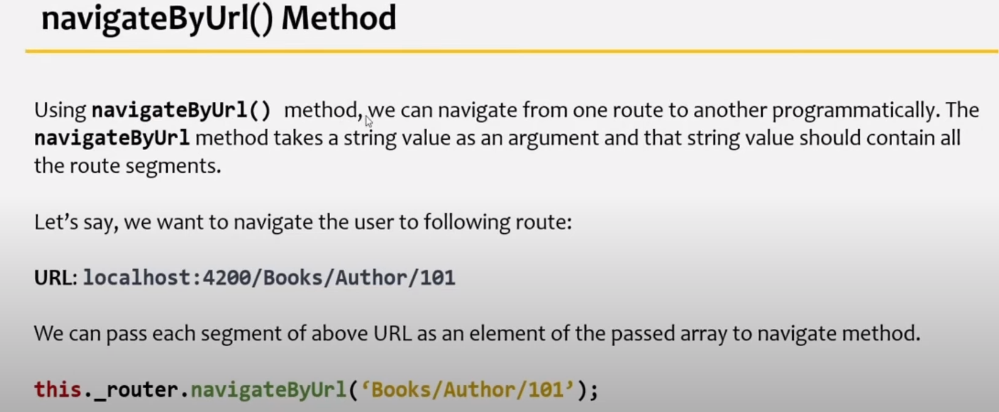 navigateByUrl() Method
Using navigateByUrl() method, we can navigate from one route to another programmatically. The
navigateByUrl method takes a string value as an argument and that string value should contain all
the route segments.
Let’s say, we want to navigate the user to following route:
URL: localhost:4200/Books/Author/101
We can pass each segment of above URL as an element of the passed array to navigate method.
this._router.navigateByUrl(‘Books/Author/101’);